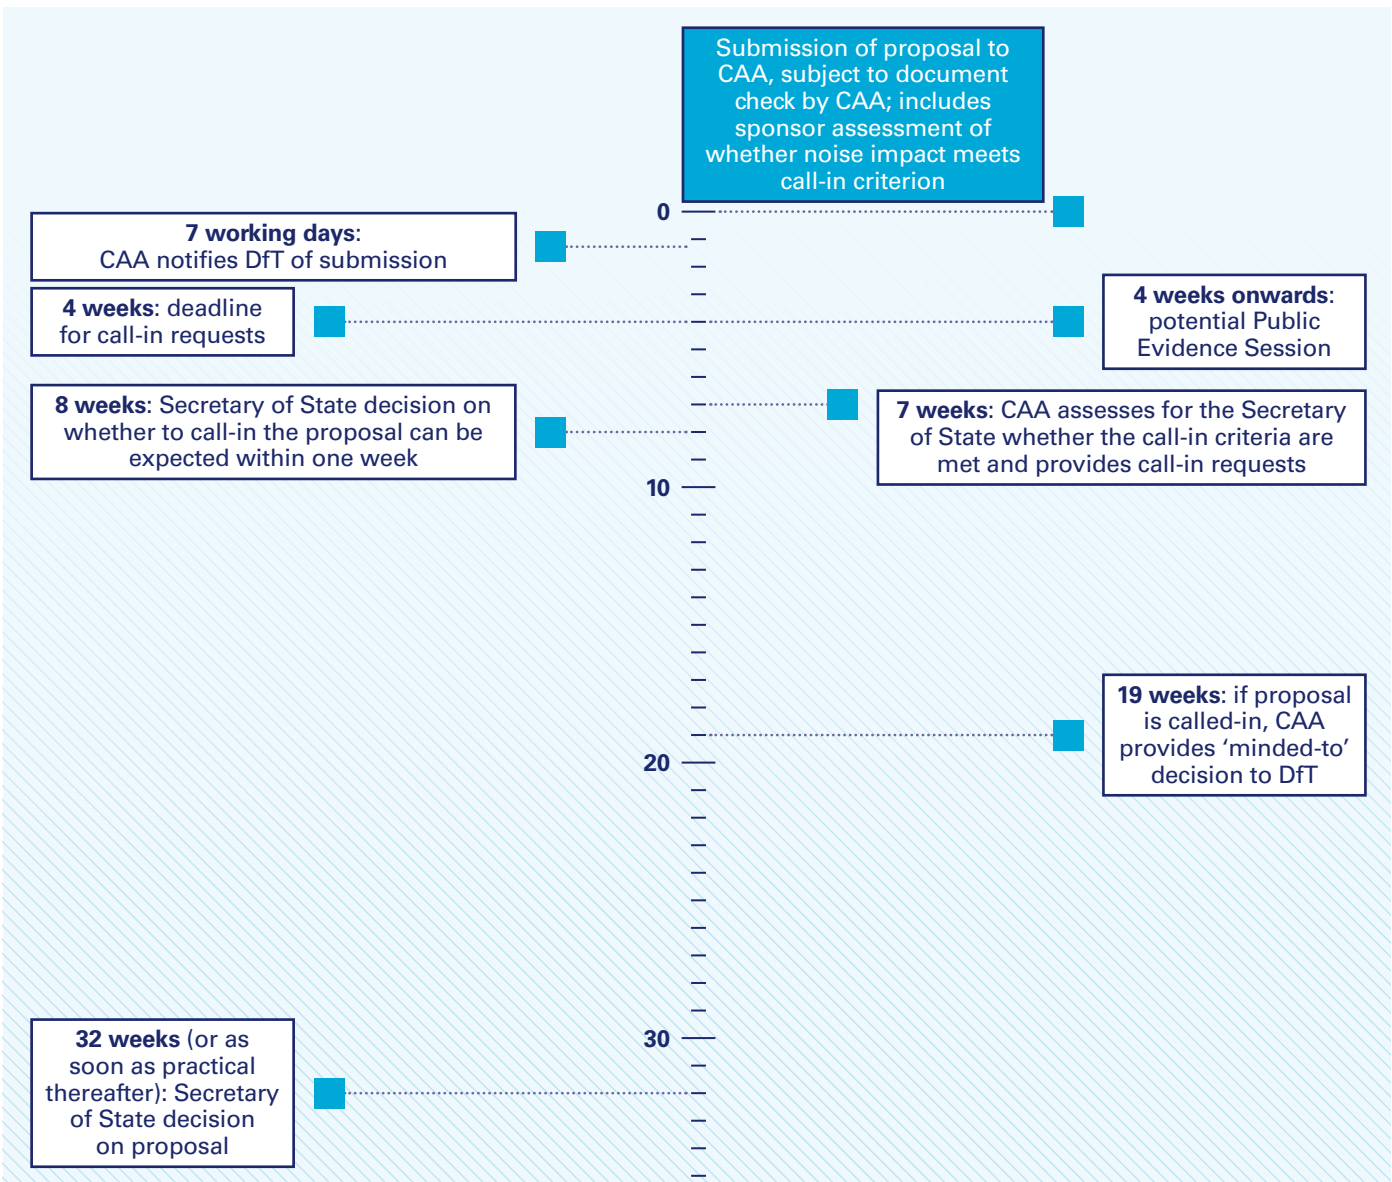 Submission of proposal to
CAA, subject to document
check by CAA; includes
sponsor assessment of
whether noise impact meets
call-in criterion
0
7 working days:
CAA notifies DfT of submission
4 weeks: deadline
for call-in requests
4 weeks onwards:
potential Public
Evidence Session
8 weeks: Secretary of State decision on
whether to call-in the proposal can be
expected within one week
7 weeks: CAA assesses for the Secretary
of State whether the call-in criteria are
met and provides call-in requests
10
19 weeks: if proposal
is called-in, CAA
provides ‘minded-to’
decision to DfT
20
30
32 weeks (or as
soon as practical
thereafter): Secretary
of State decision
on proposal